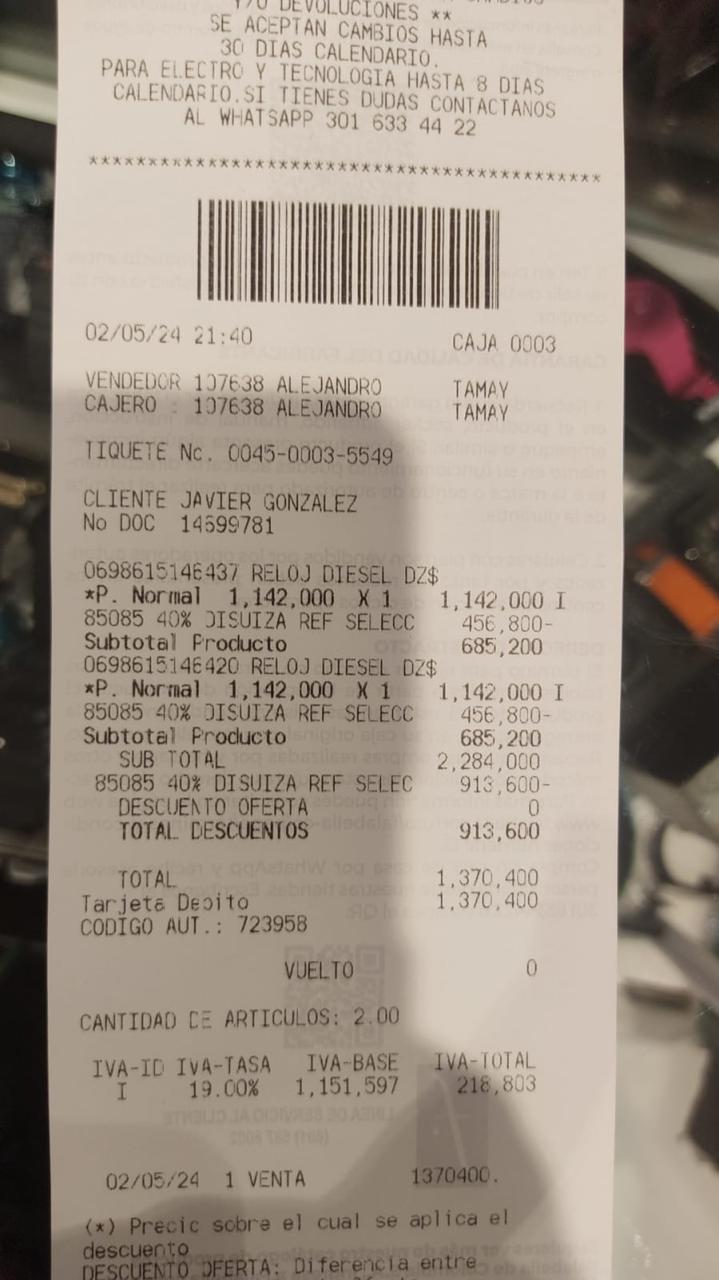 Y/O DEVOLUCIONES **
SE ACEPTAN CAMBIOS HASTA
30 DIAS CALENDARIO.
PARA ELECTRO Y TECNOLOGIA HASTA 8 DIAS
CALENDARIO.SI TIENES DUDAS CONTACTANOS
AL WHATSAPP 301 633 44 22
******************************************
02/05/24 21:40 CAJA 0003
VENDEDOR 107638 ALEJANDRO TAMAY
CAJERO : 107638 ALEJANDRO TAMAY
TIQUETE No. 0045-0003-5549
CLIENTE JAVIER GONZALEZ
No DOC 14699781
0698615146437 RELOJ DIESEL DZ$
*P. Normal 1,142,000 X 1 1,142,000 I
85085 40% DISUIZA REF SELECC 456,800-
Subtotal Producto 685,200
0698615146420 RELOJ DIESEL DZ$
*P. Normal 1,142,000 X 1 1,142,000 I
85085 40% DISUIZA REF SELECC 456,800-
Subtotal Producto 685,200
SUB TOTAL 2,284,000
85085 40% DISUIZA REF SELEC 913,600-
DESCUENTO OFERTA 0
TOTAL DESCUENTOS 913,600
TOTAL 1,370,400
Tarjeta Debito 1,370,400
CODIGO AUT.: 723958
VUELTO 0
CANTIDAD DE ARTICULOS: 2.00
IVA-ID IVA-TASA IVA-BASE IVA-TOTAL
I 19.00% 1,151,597 218,803
02/05/24 1 VENTA 1370400.
(*) Precio sobre el cual se aplica el
descuento
DESCUENTO OFERTA: Diferencia entre